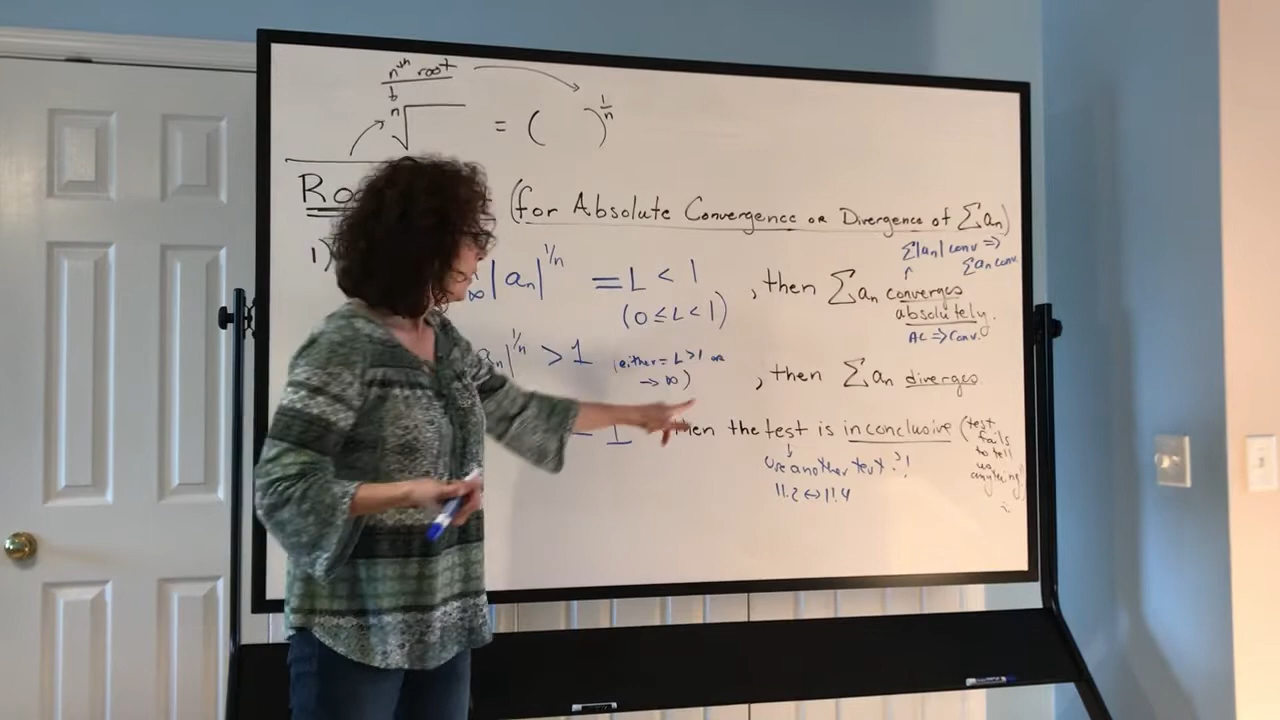 nth root
n√ = ( )^1/n
(for Absolute Convergence or Divergence of Σan)
1)
∞ |an|^1/n = L < 1 , then Σan converges absolutely.
(0 ≤ L < 1)
Σ|an| conv ⇒ Σan conv
AC ⇒ Conv.
an|^1/n > 1 (either = L > 1 or → ∞) , then Σan diverges
1 then the test is inconclusive (test fails to tell us anything)
↓
Use another test?!
11.2 ↔ 11.4